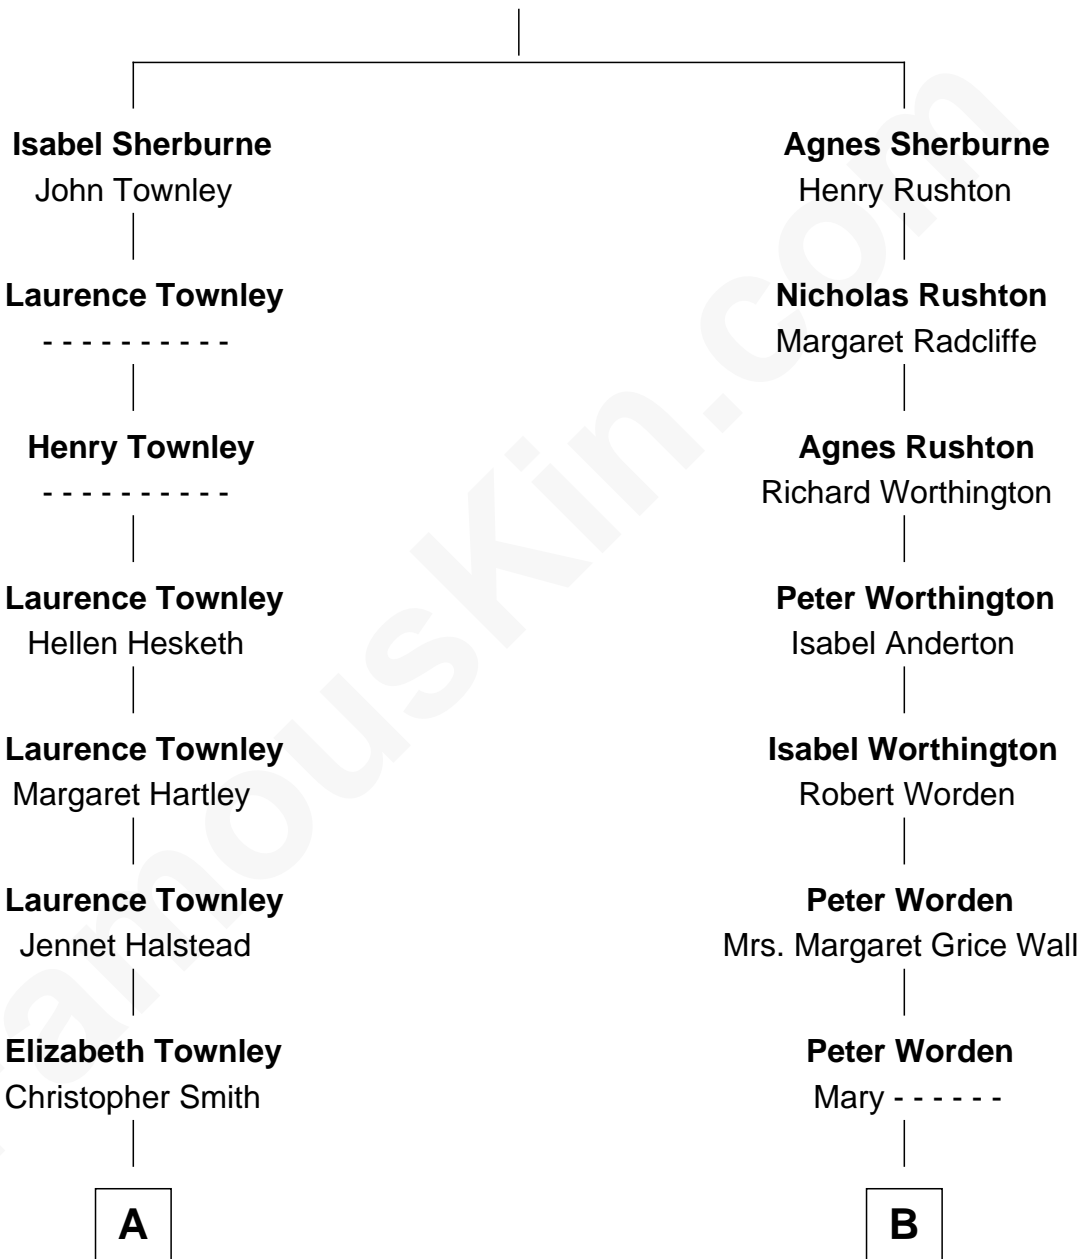 Isabel Sherburne
John Townley
Laurence Townley
- - - - - - - - - -
Henry Townley
- - - - - - - - - -
Laurence Townley
Hellen Hesketh
Laurence Townley
Margaret Hartley
Laurence Townley
Jennet Halstead
Elizabeth Townley
Christopher Smith
A
Agnes Sherburne
Henry Rushton
Nicholas Rushton
Margaret Radcliffe
Agnes Rushton
Richard Worthington
Peter Worthington
Isabel Anderton
Isabel Worthington
Robert Worden
Peter Worden
Mrs. Margaret Grice Wall
Peter Worden
Mary - - - - - -
B
FamousKin.com